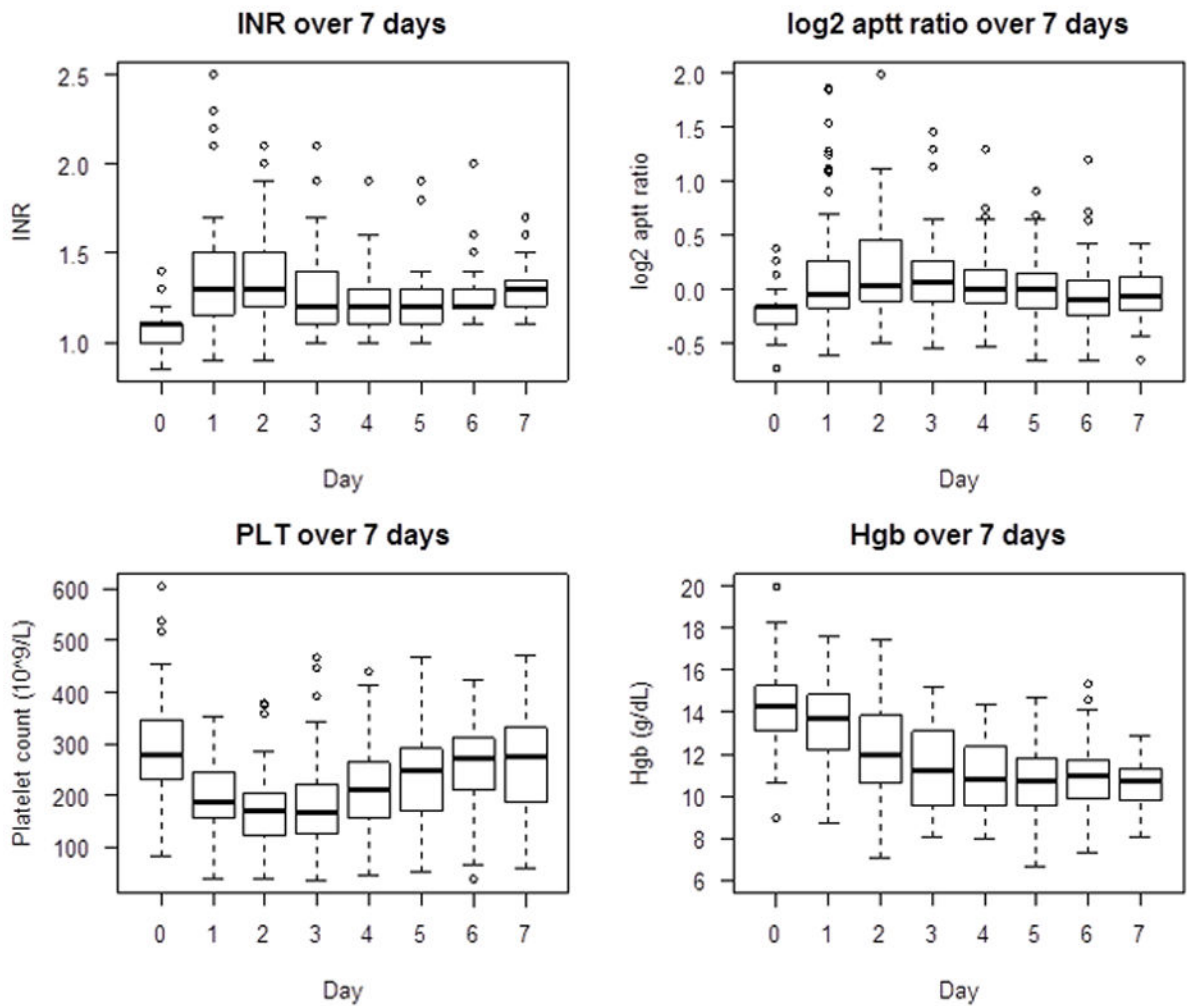 INR over 7 days
2.5
2.0
1.5
1.0
INR
0 1 2 3 4 5 6 7
Day
log2 aptt ratio over 7 days
2.0
1.5
1.0
0.5
0.0
-0.5
log2 aptt ratio
0 1 2 3 4 5 6 7
Day
PLT over 7 days
600
500
400
300
200
100
Platelet count (10^9/L)
0 1 2 3 4 5 6 7
Day
Hgb over 7 days
20
18
16
14
12
10
8
6
Hgb (g/dL)
0 1 2 3 4 5 6 7
Day